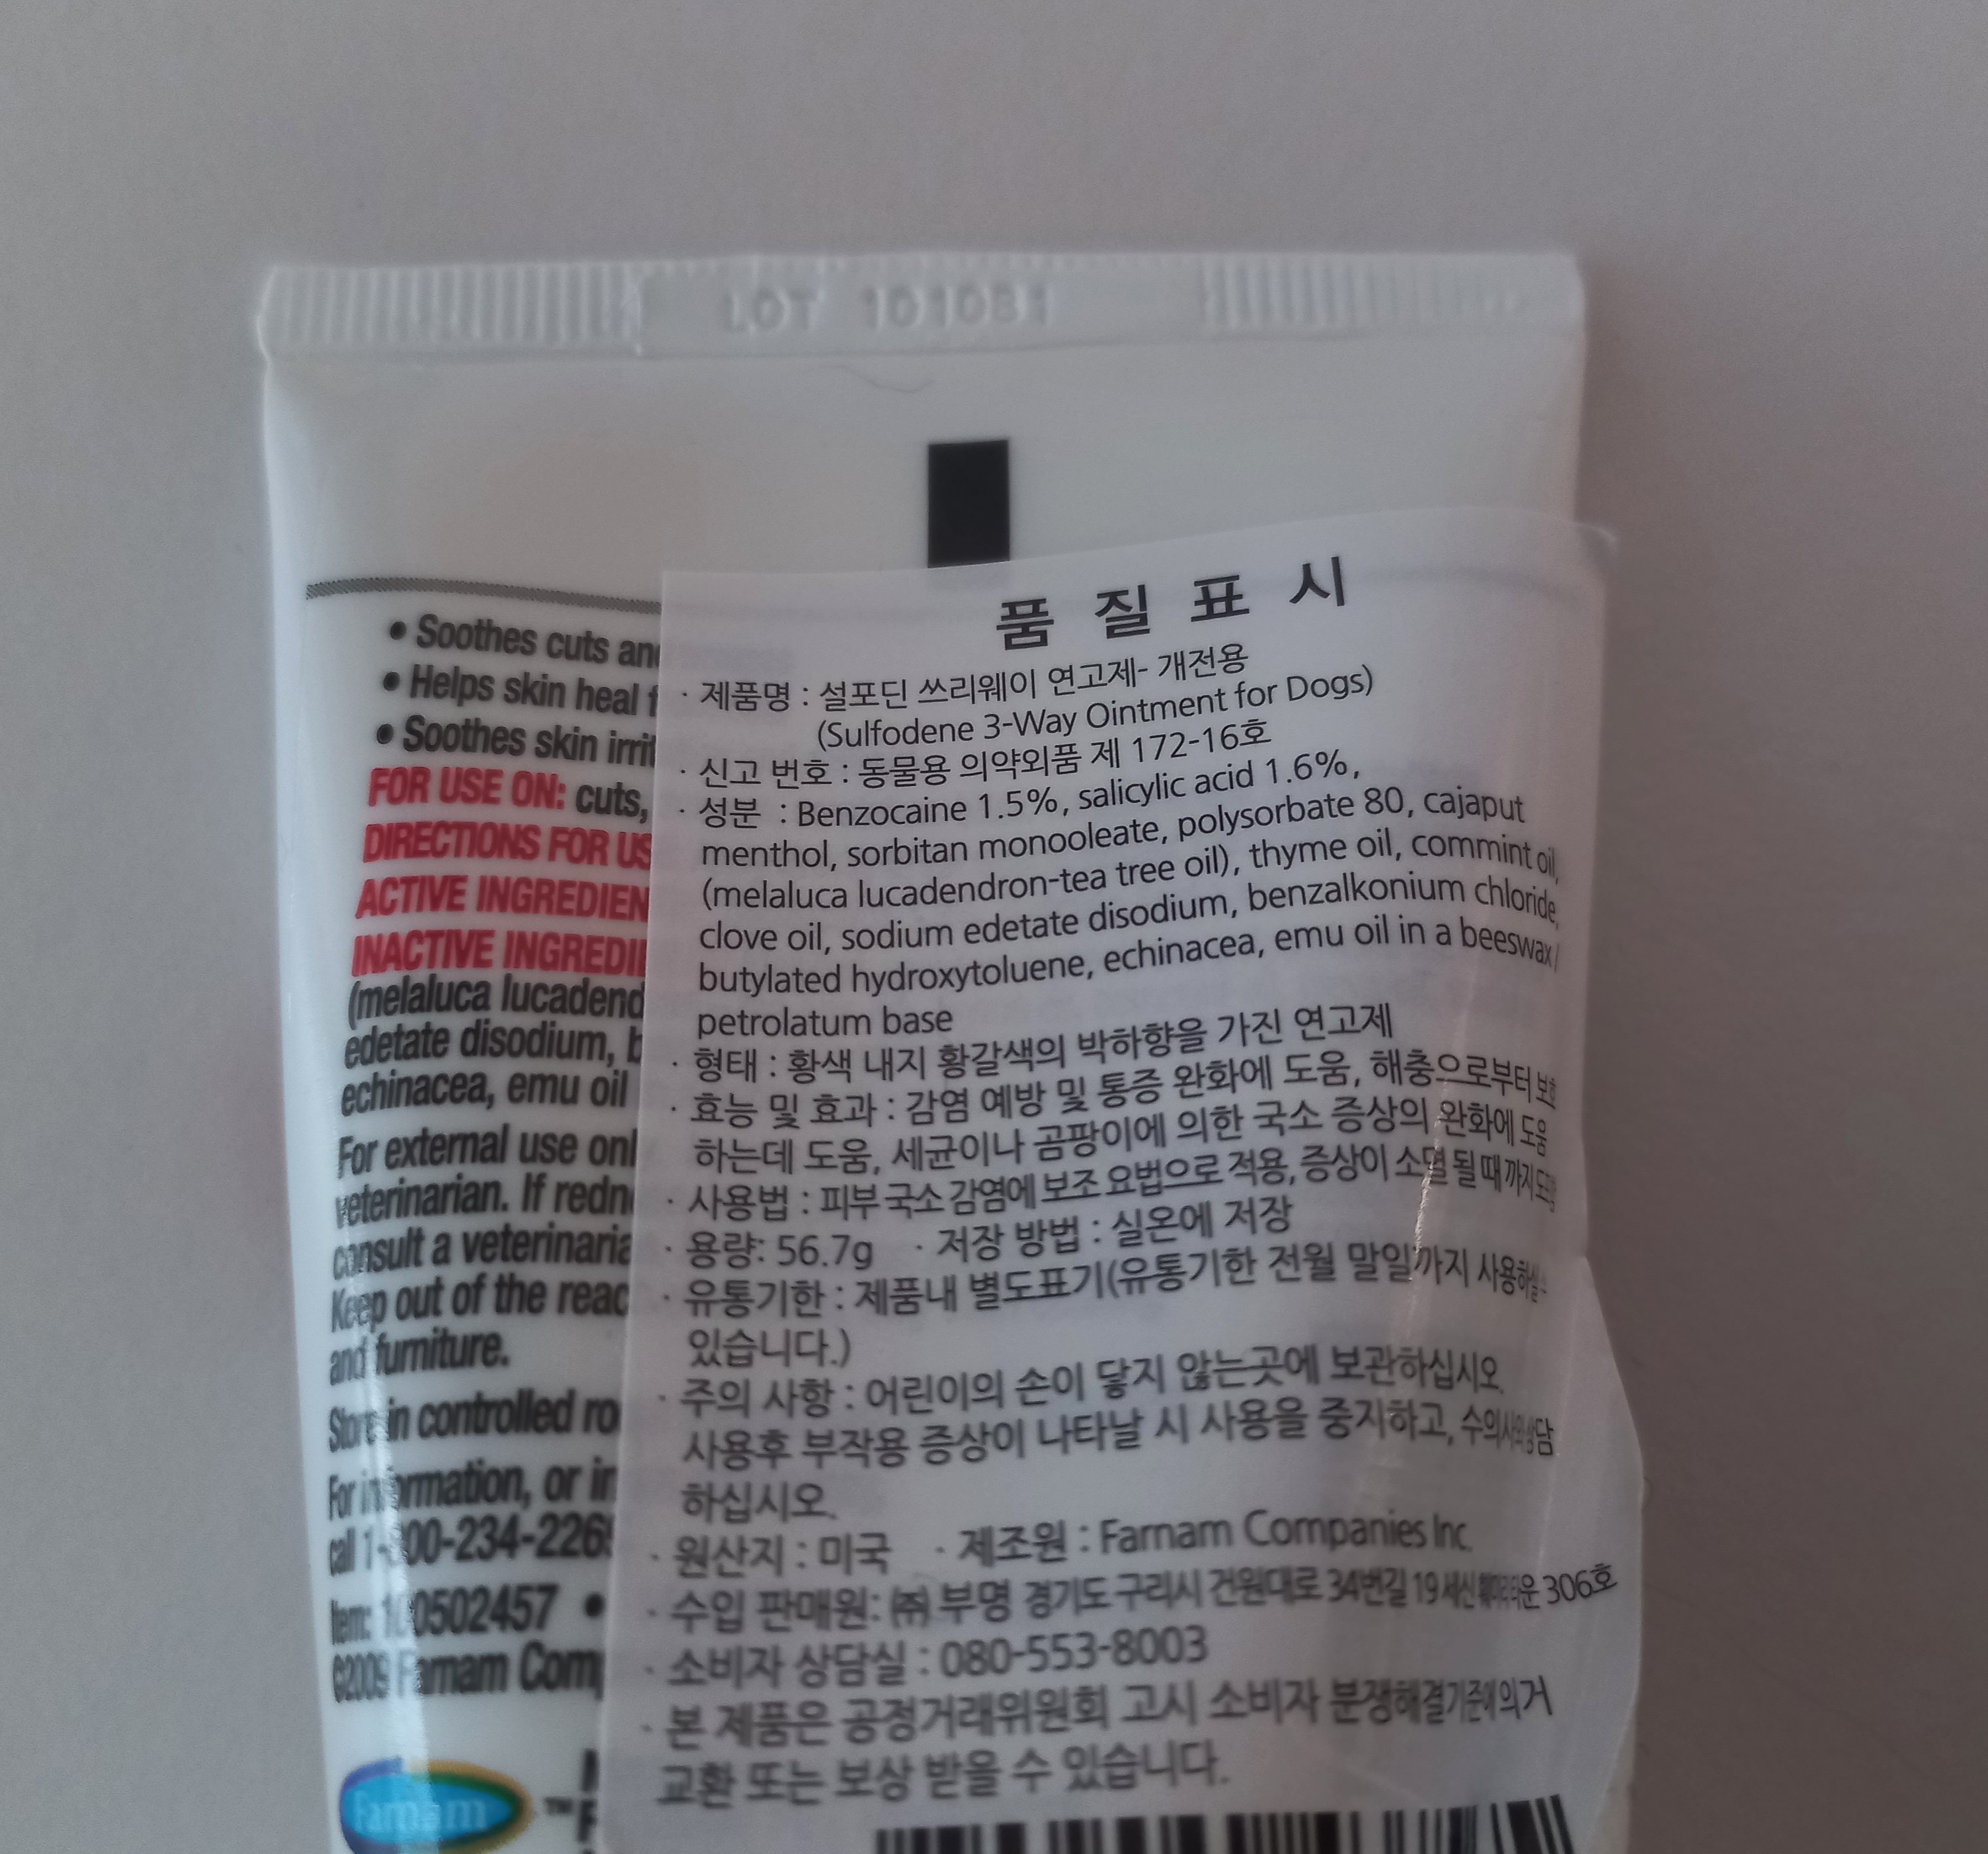 LOT 101081
• Soothes cuts and
• Helps skin heal f
• Soothes skin irrit
FOR USE ON: cuts,
DIRECTIONS FOR US
ACTIVE INGREDIEN
INACTIVE INGREDIE
(melaluca lucadend
edetate disodium, b
echinacea, emu oil
For external use onl
veterinarian. If redn
consult a veterinaria
Keep out of the reac
and furniture.
Store in controlled ro
For information, or in
call 1-800-234-2269
Item: 100502457 •
©2009 Farnam Comp
Farnam ™
품 질 표 시
· 제품명 : 설포딘 쓰리웨이 연고제- 개전용
(Sulfodene 3-Way Ointment for Dogs)
· 신고 번호 : 동물용 의약외품 제 172-16호
· 성분 : Benzocaine 1.5%, salicylic acid 1.6%,
menthol, sorbitan monooleate, polysorbate 80, cajaput
(melaluca lucadendron-tea tree oil), thyme oil, commint oil,
clove oil, sodium edetate disodium, benzalkonium chloride,
butylated hydroxytoluene, echinacea, emu oil in a beeswax/
petrolatum base
· 형태 : 황색 내지 황갈색의 박하향을 가진 연고제
· 효능 및 효과 : 감염 예방 및 통증 완화에 도움, 해충으로부터 보호
하는데 도움, 세균이나 곰팡이에 의한 국소 증상의 완화에 도움
· 사용법 : 피부 국소 감염에 보조 요법으로 적용, 증상이 소멸 될 때 까지 도포
· 용량: 56.7g · 저장 방법 : 실온에 저장
· 유통기한 : 제품내 별도표기(유통기한 전월 말일까지 사용하실 수
있습니다.)
· 주의 사항 : 어린이의 손이 닿지 않는곳에 보관하십시오.
사용후 부작용 증상이 나타날 시 사용을 중지하고, 수의사와 상담
하십시오.
· 원산지 : 미국 · 제조원 : Farnam Companies Inc.
· 수입 판매원: ㈜ 부명 경기도 구리시 건원대로 34번길 19 306호
· 소비자 상담실 : 080-553-8003
· 본 제품은 공정거래위원회 고시 소비자 분쟁해결기준에 의거
교환 또는 보상 받을 수 있습니다.